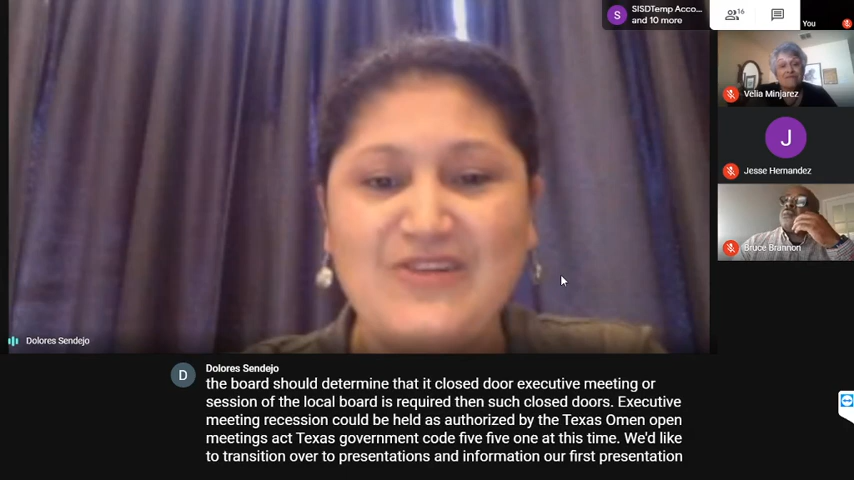 SISDTemp Acco...
and 10 more
16
You
S
Velia Minjarez
J
Jesse Hernandez
Bruce Brannon
Dolores Sendejo
D
Dolores Sendejo
the board should determine that it closed door executive meeting or
session of the local board is required then such closed doors. Executive
meeting recession could be held as authorized by the Texas Omen open
meetings act Texas government code five five one at this time. We'd like
to transition over to presentations and information our first presentation